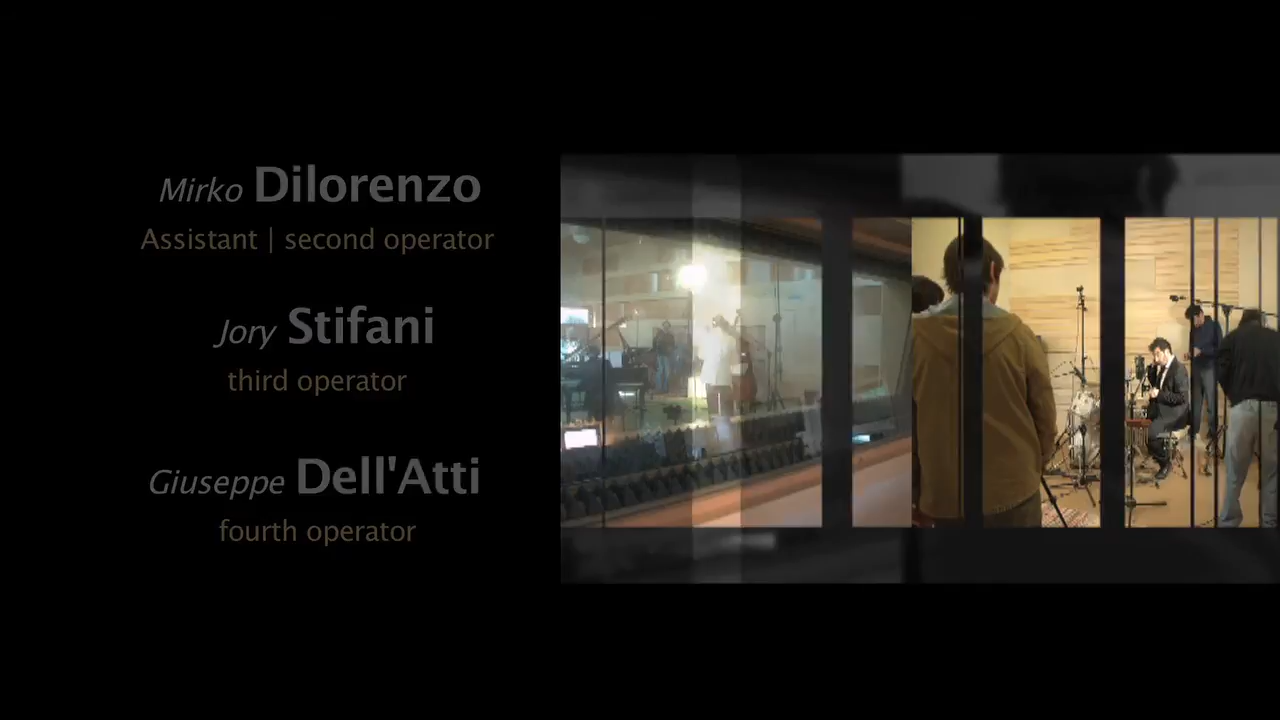 Mirko Dilorenzo
Assistant | second operator
Jory Stifani
third operator
Giuseppe Dell'Atti
fourth operator